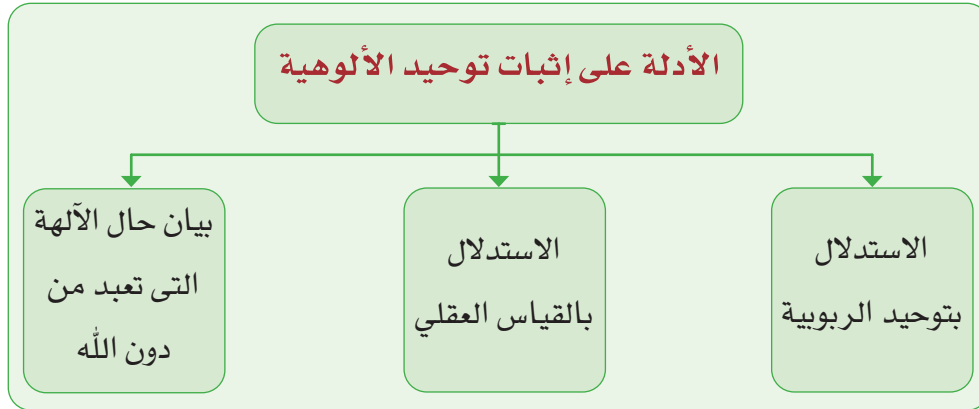 الأدلة على إثبات توحيد الألوهية
الاستدلال
بتوحيد الربوبية
الاستدلال
بالقياس العقلي
بيان حال الآلهة
التى تعبد من
دون الله